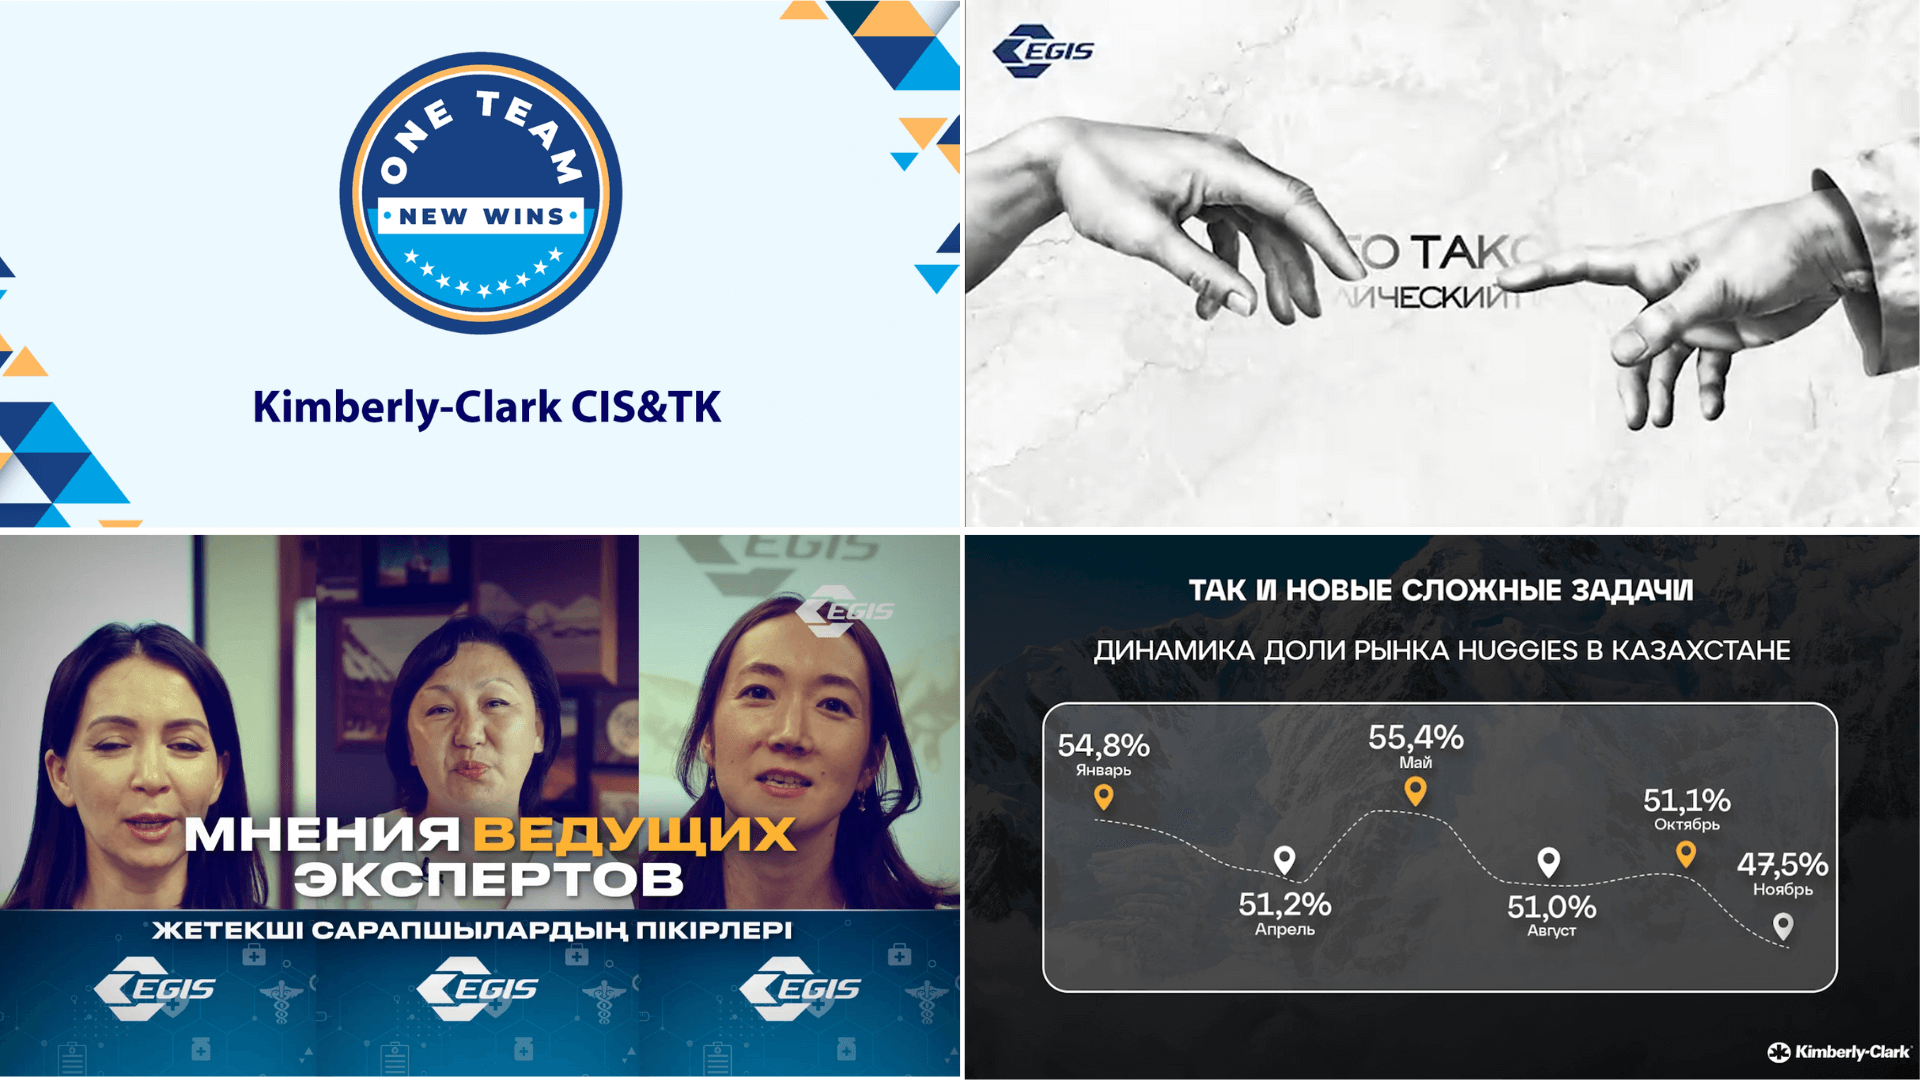 ONE TEAM
NEW WINS
Kimberly-Clark CIS&TK
EGIS
EGIS
EGIS
МНЕНИЯ ВЕДУЩИХ
ЭКСПЕРТОВ
ЖЕТЕКШІ САРАПШЫЛАРДЫҢ ПІКІРЛЕРІ
EGIS
EGIS
EGIS
ТАК И НОВЫЕ СЛОЖНЫЕ ЗАДАЧИ
ДИНАМИКА ДОЛИ РЫНКА HUGGIES В КАЗАХСТАНЕ
54,8%
Январь
51,2%
Апрель
55,4%
Май
51,0%
Август
51,1%
Октябрь
47,5%
Ноябрь
Kimberly-Clark